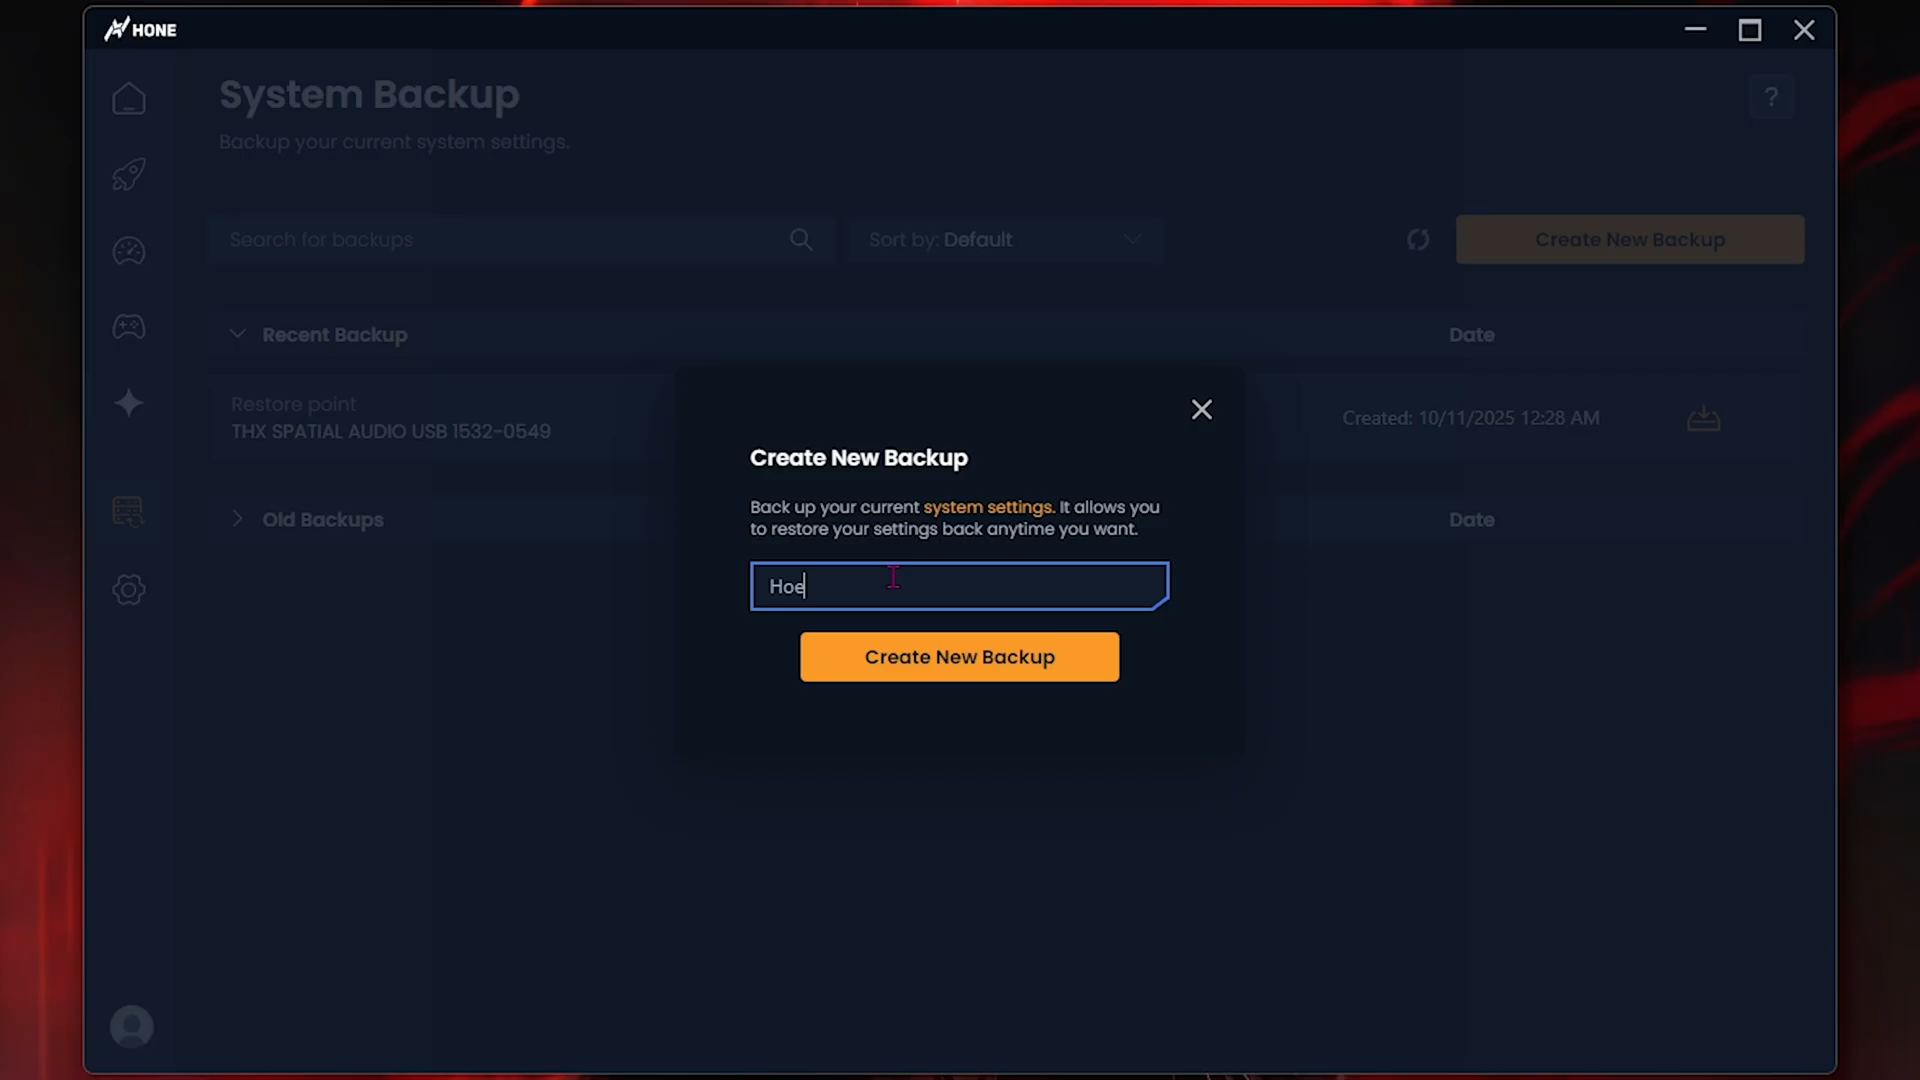 HONE
System Backup
?
Backup your current system settings.
Search for backups
Sort by: Default
Create New Backup
Recent Backup
Date
Restore point
THX SPATIAL AUDIO USB 1532-0549
Created: 10/11/2025 12:28 AM
Create New Backup
Back up your current system settings. It allows you
to restore your settings back anytime you want.
Old Backups
Date
Hoe
Create New Backup